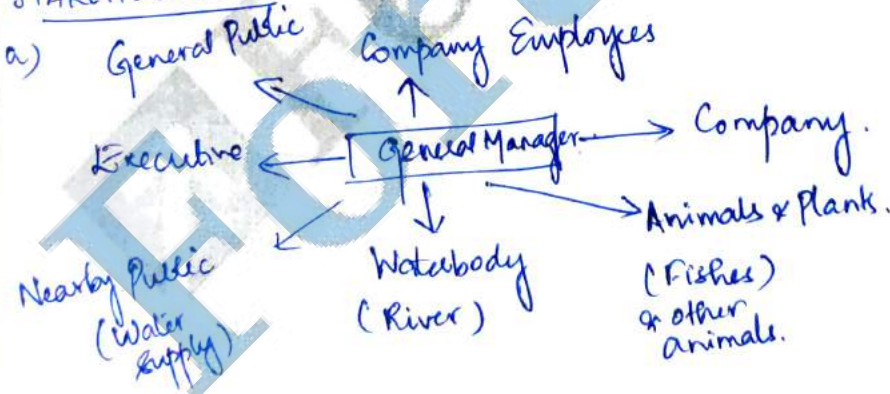 a)
General Public
Company Employees
Executive
General Manager
Company.
Animals & Plants.
(Fishes)
& other
animals.
Waterbody
(River)
Nearby Public
(Water
supply)